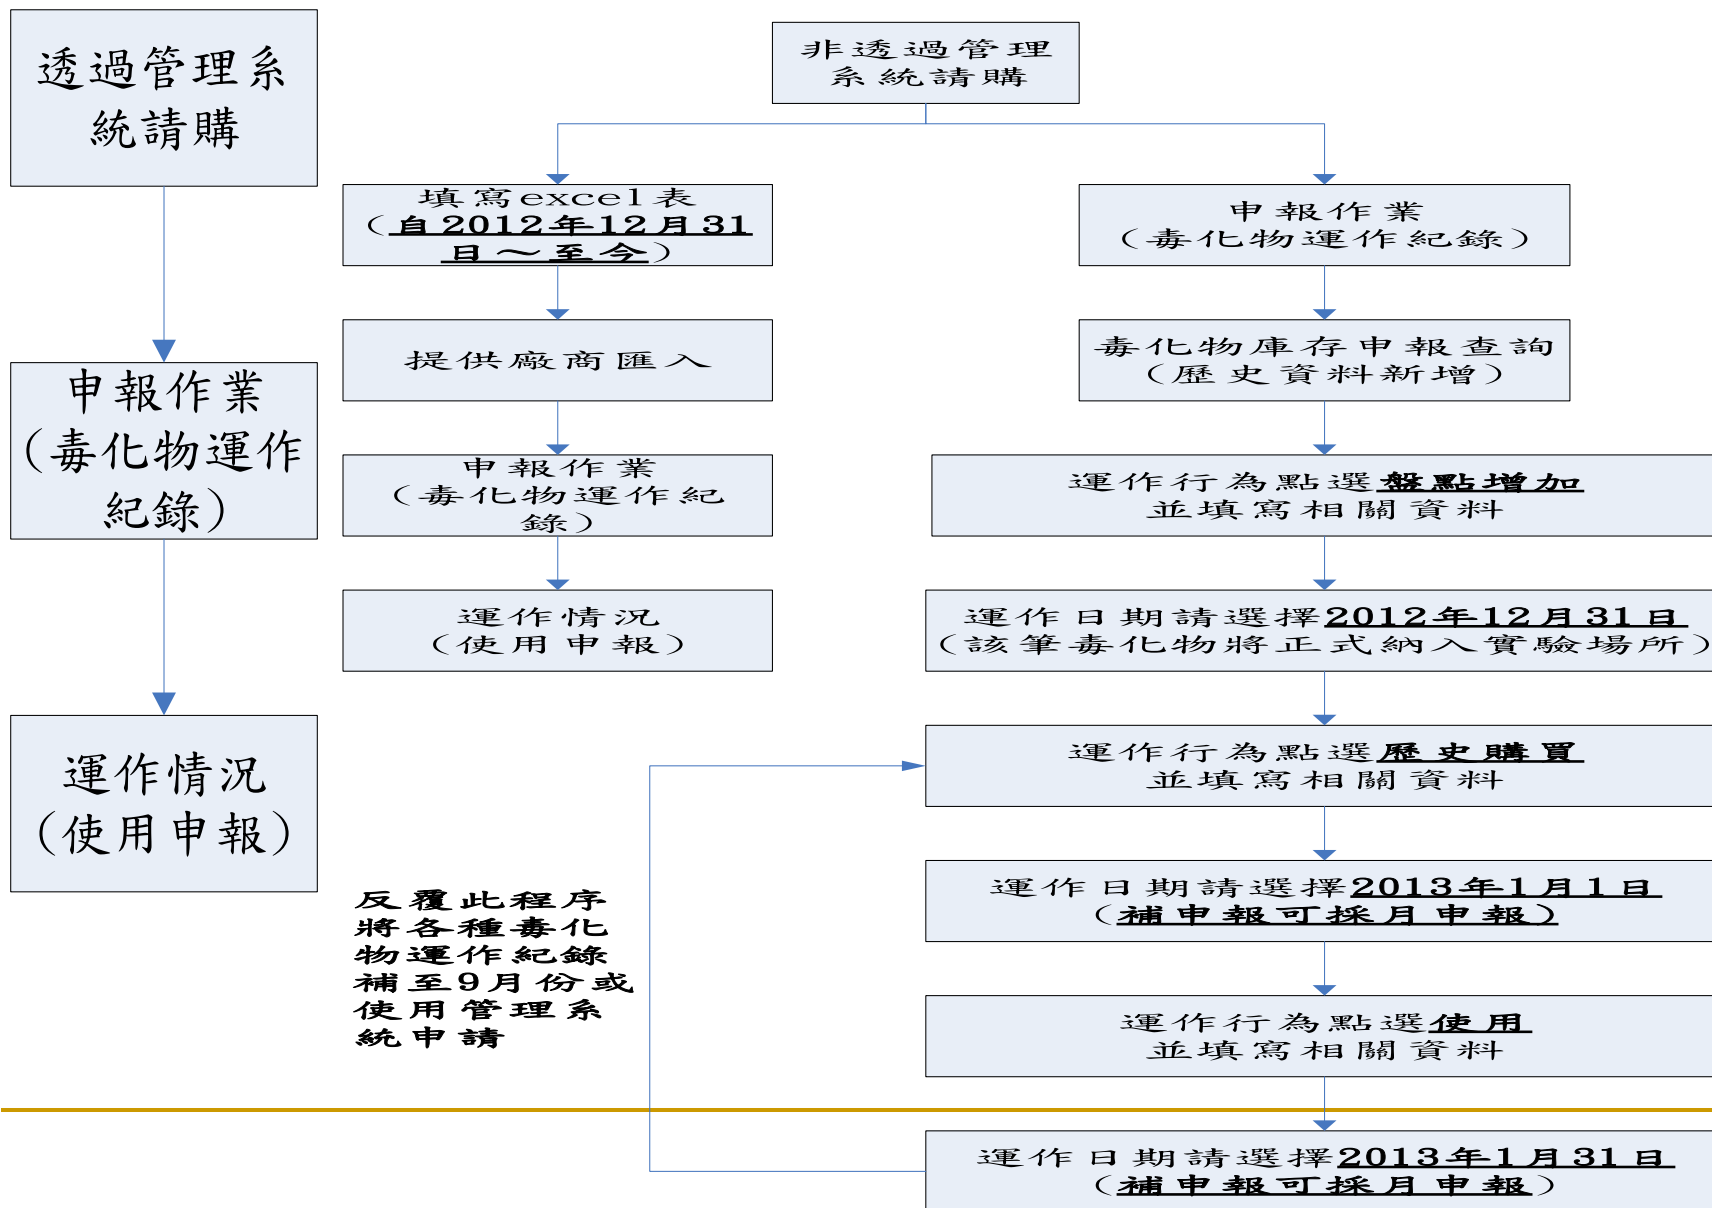 透過管理系
統請購
申報作業
(毒化物運作
紀錄)
運作情況
(使用申報)
非透過管理
系統請購
填寫excel表
(自2012年12月31
日～至今)
提供廠商匯入
申報作業
(毒化物運作紀
錄)
運作情況
(使用申報)
申報作業
(毒化物運作紀錄)
毒化物庫存申報查詢
(歷史資料新增)
運作行為點選盤點增加
並填寫相關資料
運作日期請選擇2012年12月31日
(該筆毒化物將正式納入實驗場所)
運作行為點選歷史購買
並填寫相關資料
運作日期請選擇2013年1月1日
(補申報可採月申報)
運作行為點選使用
並填寫相關資料
運作日期請選擇2013年1月31日
(補申報可採月申報)
反覆此程序
將各種毒化
物運作紀錄
補至9月份或
使用管理系
統申請